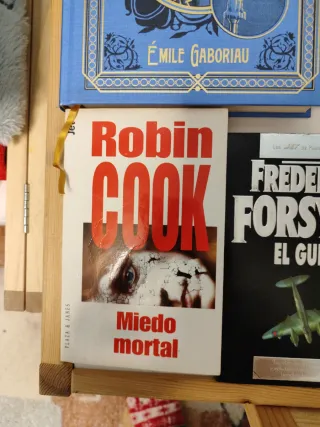 ÉMILE GABORIAU
Robin
COOK
Miedo
mortal
PLAZA & JANES
FREDE
FORSY
EL GU